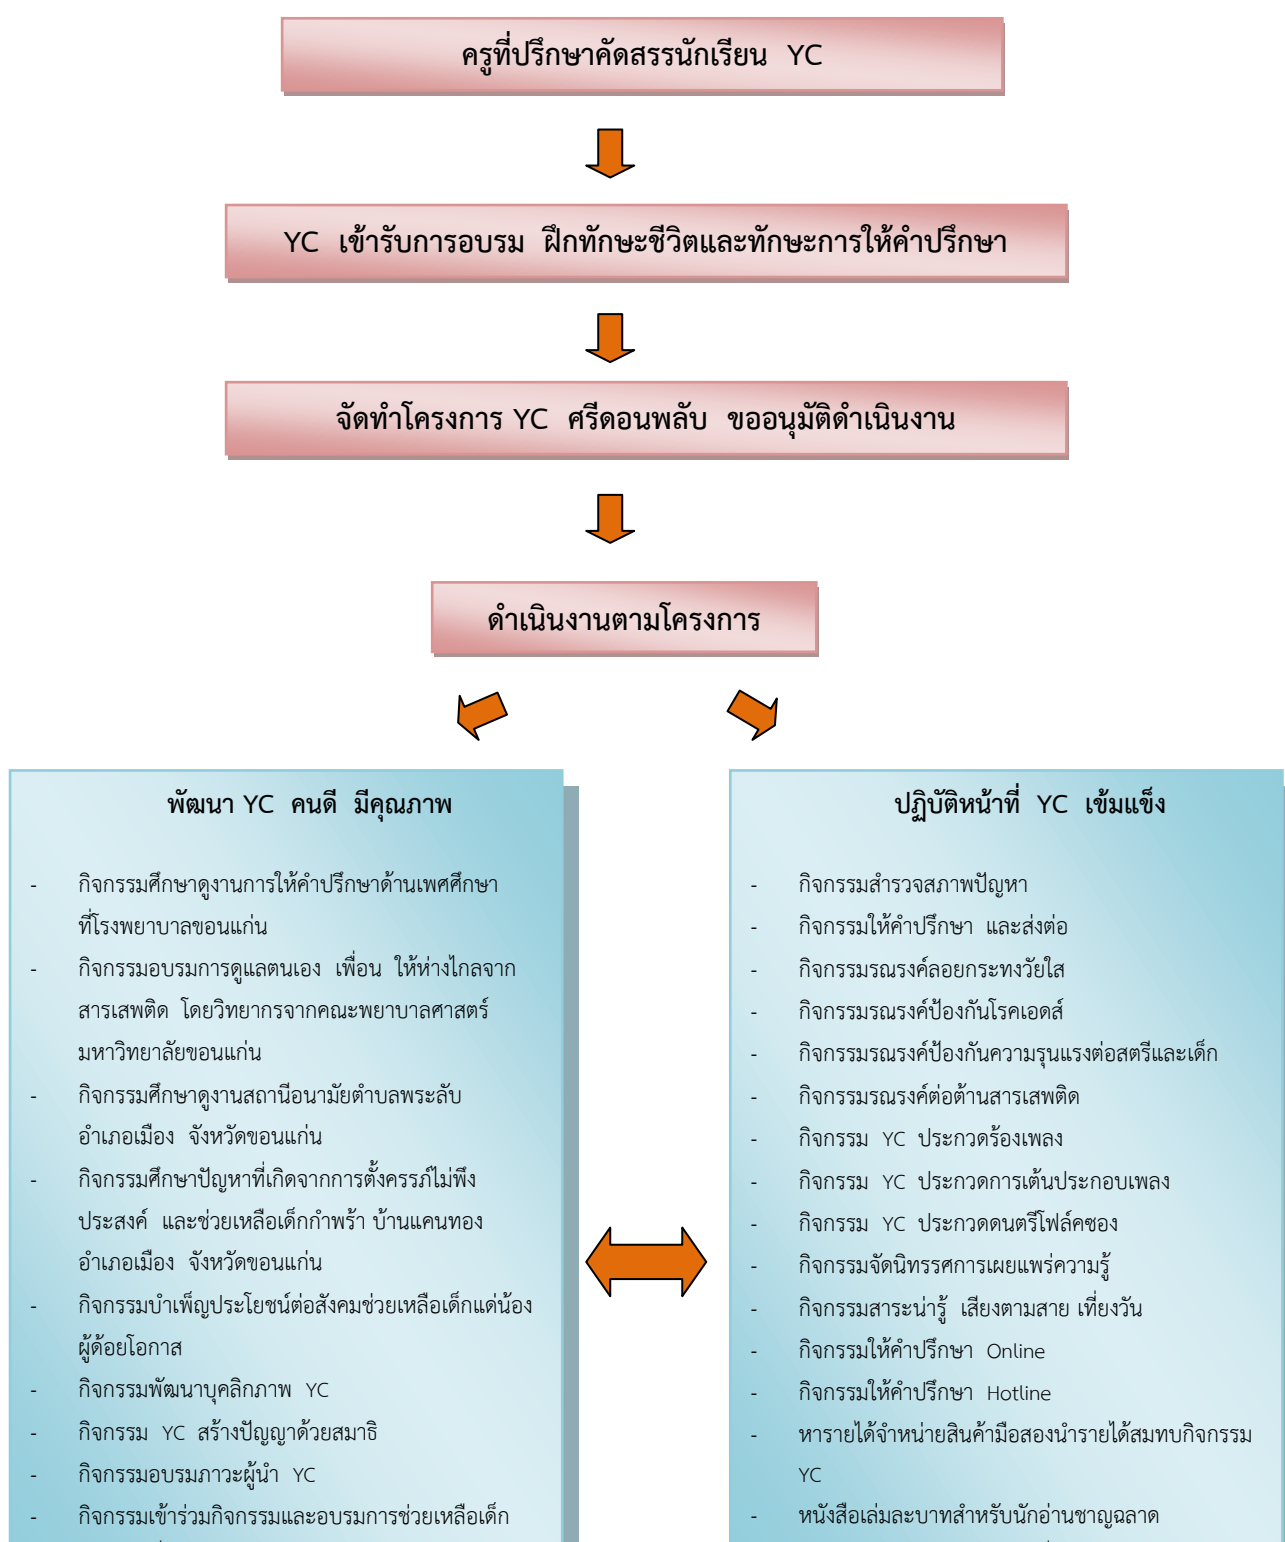 ครูที่ปรึกษาคัดสรรนักเรียน YC
YC เข้ารับการอบรม ฝึกทักษะชีวิตและทักษะการให้คำปรึกษา
จัดทำโครงการ YC ศรีดอนพลับ ขออนุมัติดำเนินงาน
ดำเนินงานตามโครงการ
พัฒนา YC คนดี มีคุณภาพ
- กิจกรรมศึกษาดูงานการให้คำปรึกษาด้านเพศศึกษา
ที่โรงพยาบาลขอนแก่น
- กิจกรรมอบรมการดูแลตนเอง เพื่อน ให้ห่างไกลจาก
สารเสพติด โดยวิทยากรจากคณะพยาบาลศาสตร์
มหาวิทยาลัยขอนแก่น
- กิจกรรมศึกษาดูงานสถานีอนามัยตำบลพระลับ
อำเภอเมือง จังหวัดขอนแก่น
- กิจกรรมศึกษาปัญหาที่เกิดจากการตั้งครรภ์ไม่พึง
ประสงค์ และช่วยเหลือเด็กกำพร้า บ้านแคนทอง
อำเภอเมือง จังหวัดขอนแก่น
- กิจกรรมบำเพ็ญประโยชน์ต่อสังคมช่วยเหลือเด็กแด่น้อง
ผู้ด้อยโอกาส
- กิจกรรมพัฒนาบุคลิกภาพ YC
- กิจกรรม YC สร้างปัญญาด้วยสมาธิ
- กิจกรรมอบรมภาวะผู้นำ YC
- กิจกรรมเข้าร่วมกิจกรรมและอบรมการช่วยเหลือเด็ก
ปฏิบัติหน้าที่ YC เข้มแข็ง
- กิจกรรมสำรวจสภาพปัญหา
- กิจกรรมให้คำปรึกษา และส่งต่อ
- กิจกรรมรณรงค์ลอยกระทงวัยใส
- กิจกรรมรณรงค์ป้องกันโรคเอดส์
- กิจกรรมรณรงค์ป้องกันความรุนแรงต่อสตรีและเด็ก
- กิจกรรมรณรงค์ต่อต้านสารเสพติด
- กิจกรรม YC ประกวดร้องเพลง
- กิจกรรม YC ประกวดการเต้นประกอบเพลง
- กิจกรรม YC ประกวดดนตรีโฟล์คซอง
- กิจกรรมจัดนิทรรศการเผยแพร่ความรู้
- กิจกรรมสาระน่ารู้ เสียงตามสาย เที่ยงวัน
- กิจกรรมให้คำปรึกษา Online
- กิจกรรมให้คำปรึกษา Hotline
- หารายได้จำหน่ายสินค้ามือสองนำรายได้สมทบกิจกรรม
YC
- หนังสือเล่มละบาทสำหรับนักอ่านชาญฉลาด